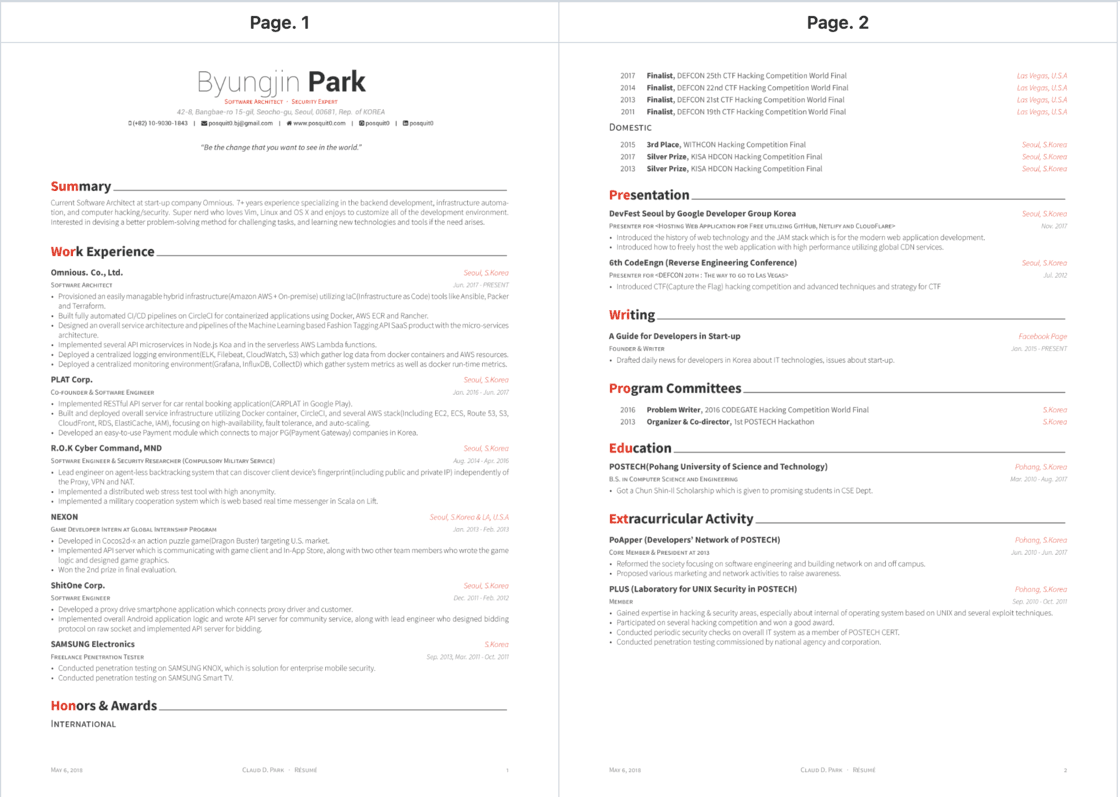 Page. 1
Byungjin Park
Software Architect · Security Expert
42-8, Bangbae-ro 15-gil, Seocho-gu, Seoul, 00681, Rep. of KOREA
(+82) 10-9030-1843 | posquit0.bj@gmail.com | www.posquit0.com | posquit0 | posquit0
"Be the change that you want to see in the world."
Summary
Current Software Architect at start-up company Omnious. 7+ years experience specializing in the backend development, infrastructure automa-
tion, and computer hacking/security. Super nerd who loves Vim, Linux and OS X and enjoys to customize all of the development environment.
Interested in devising a better problem-solving method for challenging tasks, and learning new technologies and tools if the need arises.
Work Experience
Omnious. Co., Ltd. Seoul, S.Korea
Software Architect Jun. 2017 - PRESENT
• Provisioned an easily managable hybrid infrastructure(Amazon AWS + On-premise) utilizing IaC(Infrastructure as Code) tools like Ansible, Packer
and Terraform.
• Built fully automated CI/CD pipelines on CircleCI for containerized applications using Docker, AWS ECR and Rancher.
• Designed an overall service architecture and pipelines of the Machine Learning based Fashion Tagging API SaaS product with the micro-services
architecture.
• Implemented several API microservices in Node.js Koa and in the serverless AWS Lambda functions.
• Deployed a centralized logging environment(ELK, Filebeat, CloudWatch, S3) which gather log data from docker containers and AWS resources.
• Deployed a centralized monitoring environment(Grafana, InfluxDB, CollectD) which gather system metrics as well as docker run-time metrics.
PLAT Corp. Seoul, S.Korea
Co-founder & Software Engineer Jan. 2016 - Jun. 2017
• Implemented RESTful API server for car rental booking application(CARPLAT in Google Play).
• Built and deployed overall service infrastructure utilizing Docker container, CircleCI, and several AWS stack(Including EC2, ECS, Route 53, S3,
CloudFront, RDS, ElastiCache, IAM), focusing on high-availability, fault tolerance, and auto-scaling.
• Developed an easy-to-use Payment module which connects to major PG(Payment Gateway) companies in Korea.
R.O.K Cyber Command, MND Seoul, S.Korea
Software Engineer & Security Researcher (Compulsory Military Service) Aug. 2014 - Apr. 2016
• Lead engineer on agent-less backtracking system that can discover client device's fingerprint(including public and private IP) independently of
the Proxy, VPN and NAT.
• Implemented a distributed web stress test tool with high anonymity.
• Implemented a military cooperation system which is web based real time messenger in Scala on Lift.
NEXON Seoul, S.Korea & LA, U.S.A
Game Developer Intern at Global Internship Program Jan. 2013 - Feb. 2013
• Developed in Cocos2d-x an action puzzle game(Dragon Buster) targeting U.S. market.
• Implemented API server which is communicating with game client and In-App Store, along with two other team members who wrote the game
logic and designed game graphics.
• Won the 2nd prize in final evaluation.
ShitOne Corp. Seoul, S.Korea
Software Engineer Dec. 2011 - Feb. 2012
• Developed a proxy drive smartphone application which connects proxy driver and customer.
• Implemented overall Android application logic and wrote API server for community service, along with lead engineer who designed bidding
protocol on raw socket and implemented API server for bidding.
SAMSUNG Electronics S.Korea
Freelance Penetration Tester Sep. 2013, Mar. 2011 - Oct. 2011
• Conducted penetration testing on SAMSUNG KNOX, which is solution for enterprise mobile security.
• Conducted penetration testing on SAMSUNG Smart TV.
Honors & Awards
International
May 6, 2018 Claud D. Park · Résumé 1
Page. 2
2017 Finalist, DEFCON 25th CTF Hacking Competition World Final Las Vegas, U.S.A
2014 Finalist, DEFCON 22nd CTF Hacking Competition World Final Las Vegas, U.S.A
2013 Finalist, DEFCON 21st CTF Hacking Competition World Final Las Vegas, U.S.A
2011 Finalist, DEFCON 19th CTF Hacking Competition World Final Las Vegas, U.S.A
Domestic
2015 3rd Place, WITHCON Hacking Competition Final Seoul, S.Korea
2017 Silver Prize, KISA HDCON Hacking Competition Final Seoul, S.Korea
2013 Silver Prize, KISA HDCON Hacking Competition Final Seoul, S.Korea
Presentation
DevFest Seoul by Google Developer Group Korea Seoul, S.Korea
Presenter for <Hosting Web Application for Free utilizing GitHub, Netlify and CloudFlare> Nov. 2017
• Introduced the history of web technology and the JAM stack which is for the modern web application development.
• Introduced how to freely host the web application with high performance utilizing global CDN services.
6th CodeEngn (Reverse Engineering Conference) Seoul, S.Korea
Presenter for <DEFCON 20th : The way to go to Las Vegas> Jul. 2012
• Introduced CTF(Capture the Flag) hacking competition and advanced techniques and strategy for CTF
Writing
A Guide for Developers in Start-up Facebook Page
Founder & Writer Jan. 2015 - PRESENT
• Drafted daily news for developers in Korea about IT technologies, issues about start-up.
Program Committees
2016 Problem Writer, 2016 CODEGATE Hacking Competition World Final S.Korea
2013 Organizer & Co-director, 1st POSTECH Hackathon S.Korea
Education
POSTECH(Pohang University of Science and Technology) Pohang, S.Korea
B.S. in Computer Science and Engineering Mar. 2010 - Aug. 2017
• Got a Chun Shin-Il Scholarship which is given to promising students in CSE Dept.
Extracurricular Activity
PoApper (Developers' Network of POSTECH) Pohang, S.Korea
Core Member & President at 2013 Jun. 2010 - Jun. 2017
• Reformed the society focusing on software engineering and building network on and off campus.
• Proposed various marketing and network activities to raise awareness.
PLUS (Laboratory for UNIX Security in POSTECH) Pohang, S.Korea
Member Sep. 2010 - Oct. 2011
• Gained expertise in hacking & security areas, especially about internal of operating system based on UNIX and several exploit techniques.
• Participated on several hacking competition and won a good award.
• Conducted periodic security checks on overall IT system as a member of POSTECH CERT.
• Conducted penetration testing commissioned by national agency and corporation.
May 6, 2018 Claud D. Park · Résumé 2